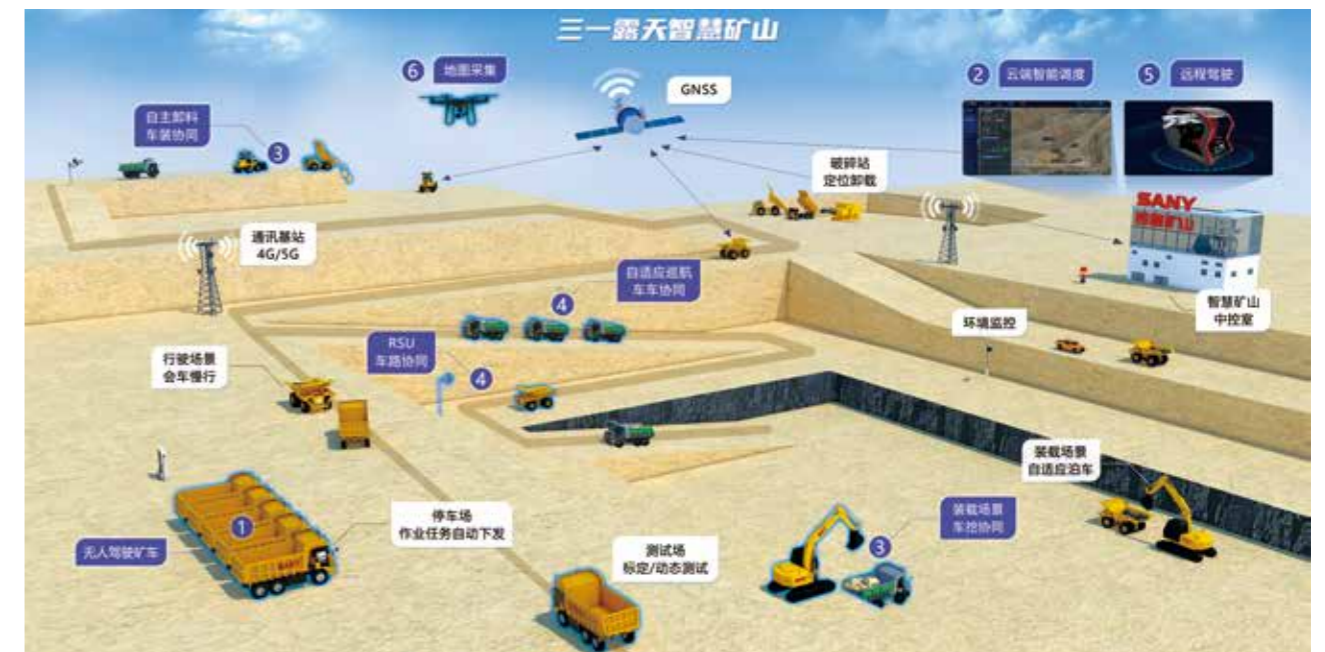 三一露天智慧矿山
6 地图采集
GNSS
2 云端智能调度
5 远程驾驶
自主卸料
车装协同
3
破碎站
定位卸载
SANY
智慧矿山
通讯基站
4G/5G
自适应巡航
车车协同
4
智慧矿山
中控室
环境监控
RSU
车路协同
4
行驶场景
会车慢行
装载场景
自适应泊车
1
无人驾驶矿车
停车场
作业任务自动下发
装载场景
车挖协同
3
测试场
标定/动态测试